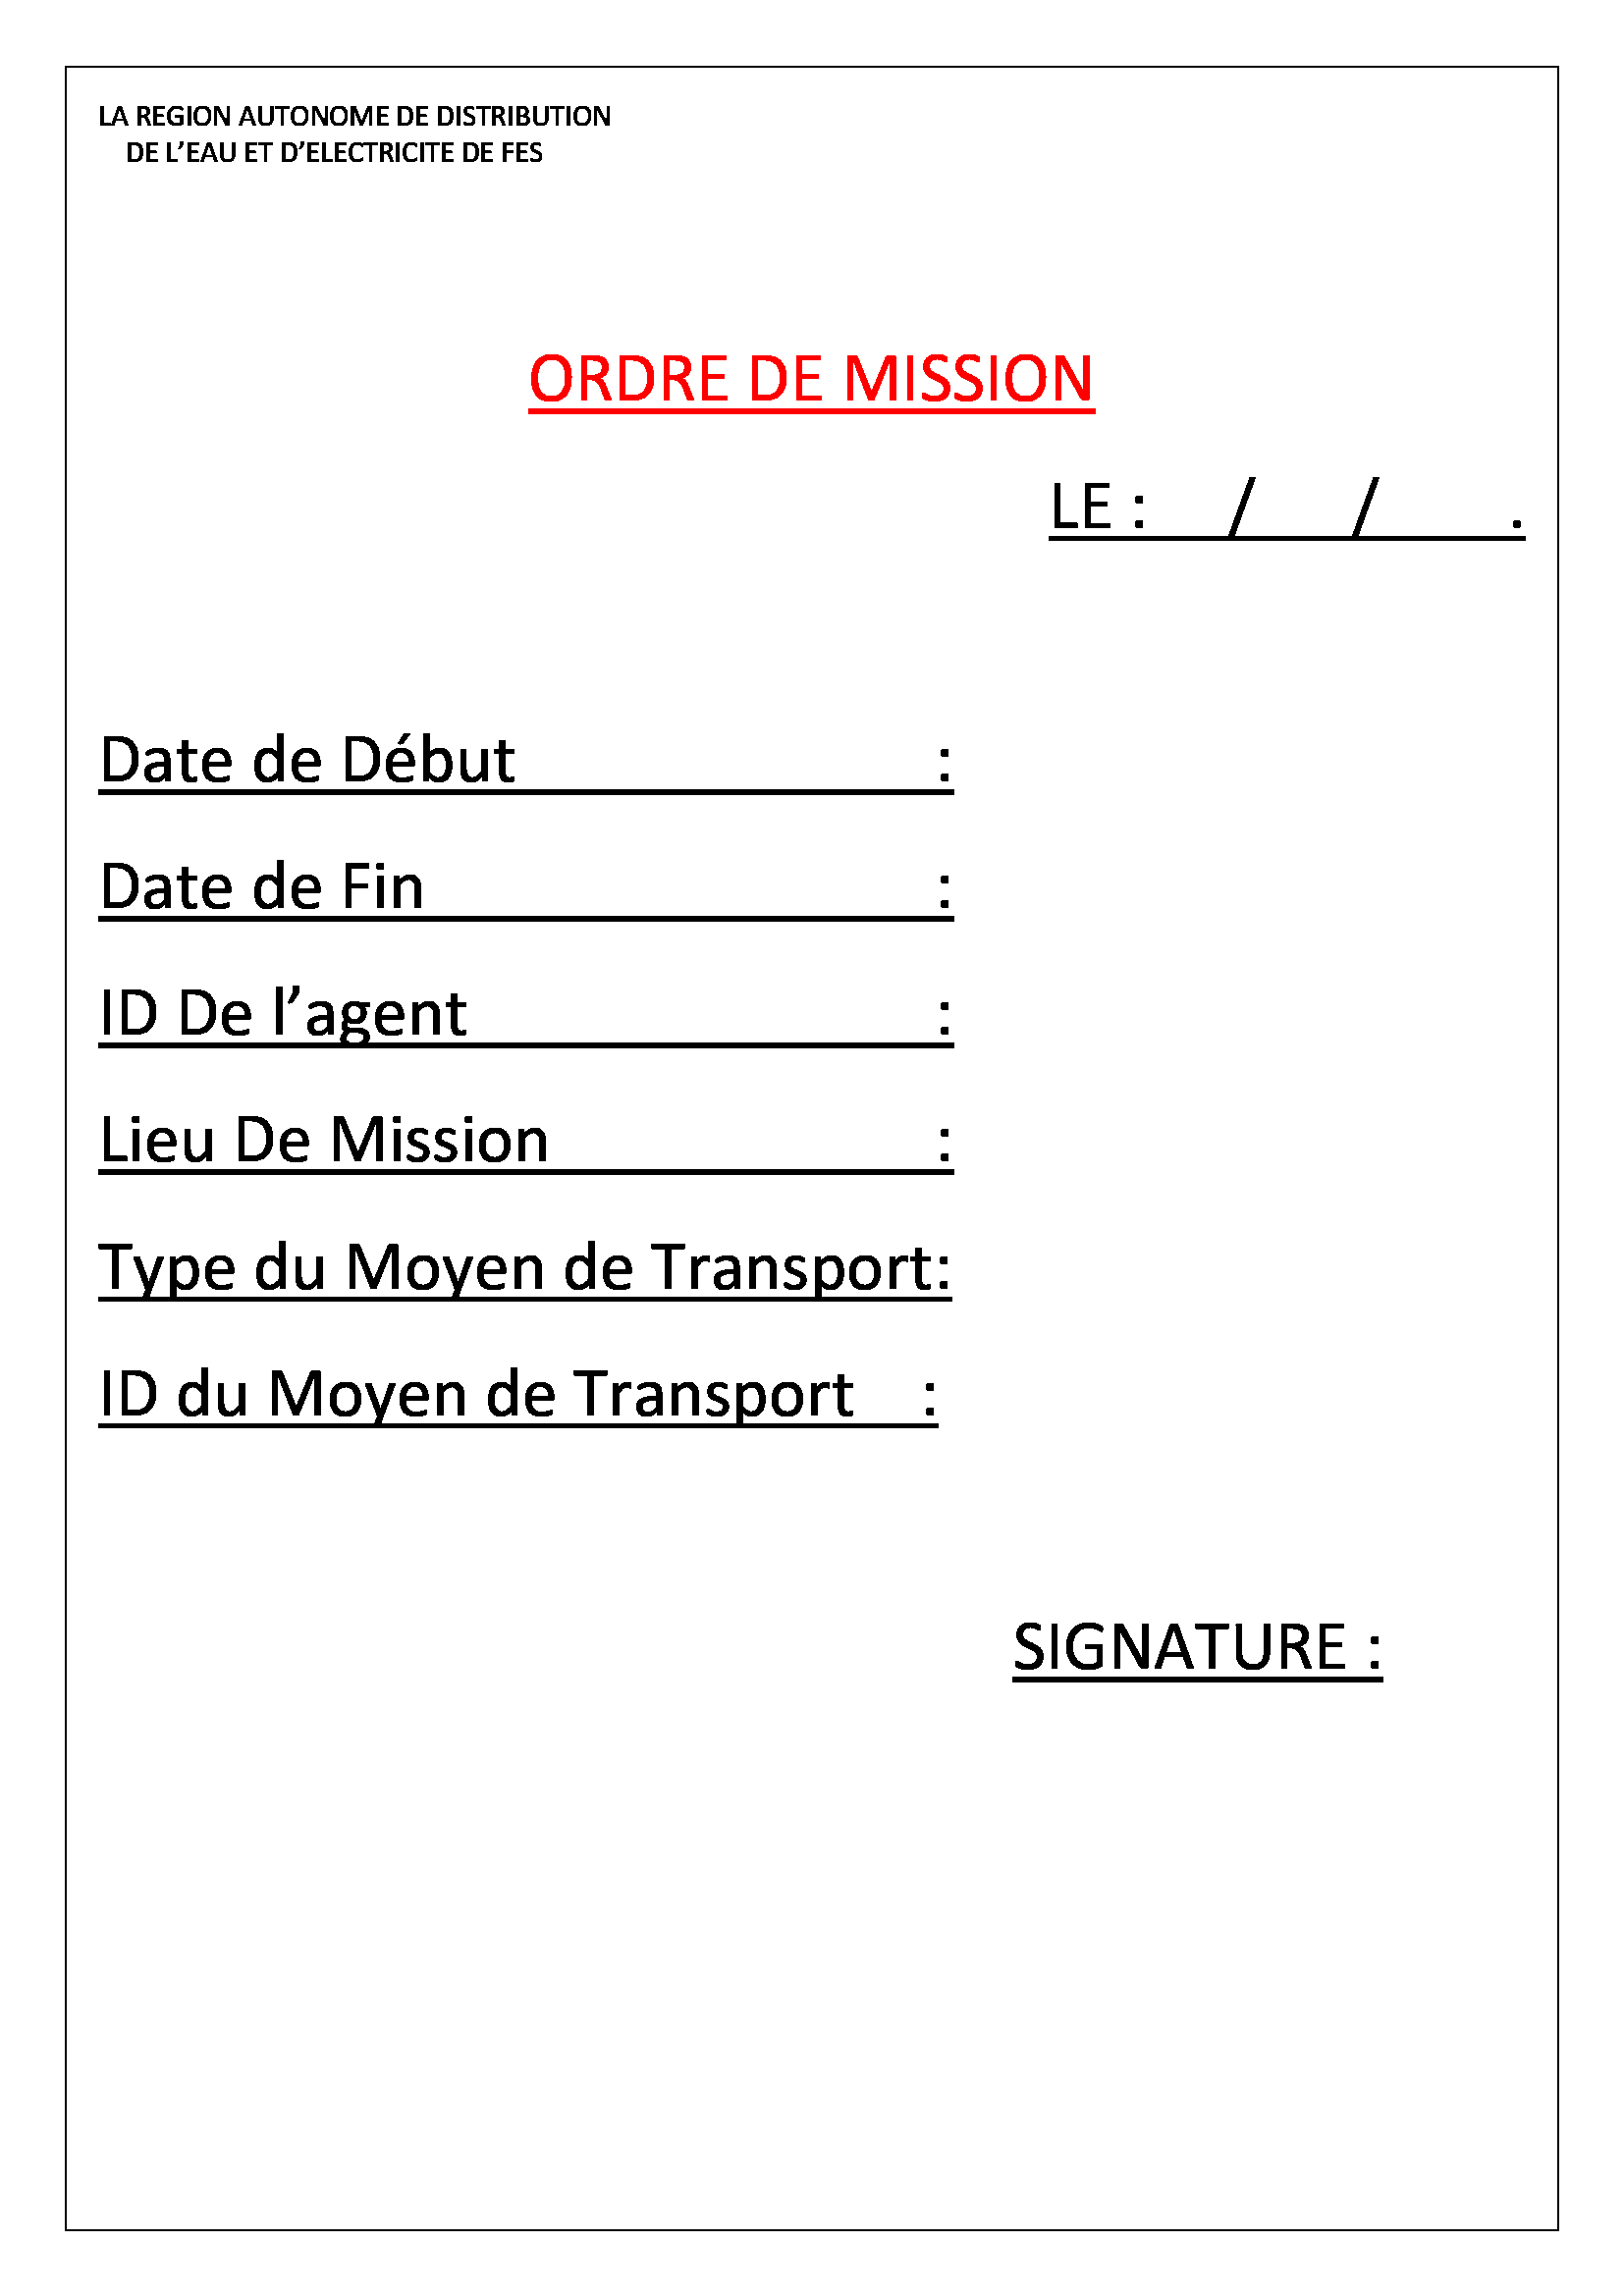 LA REGION AUTONOME DE DISTRIBUTION
DE L’EAU ET D’ELECTRICITE DE FES
ORDRE DE MISSION
LE : / / .
Date de Début :
Date de Fin :
ID De l’agent :
Lieu De Mission :
Type du Moyen de Transport:
ID du Moyen de Transport :
SIGNATURE :